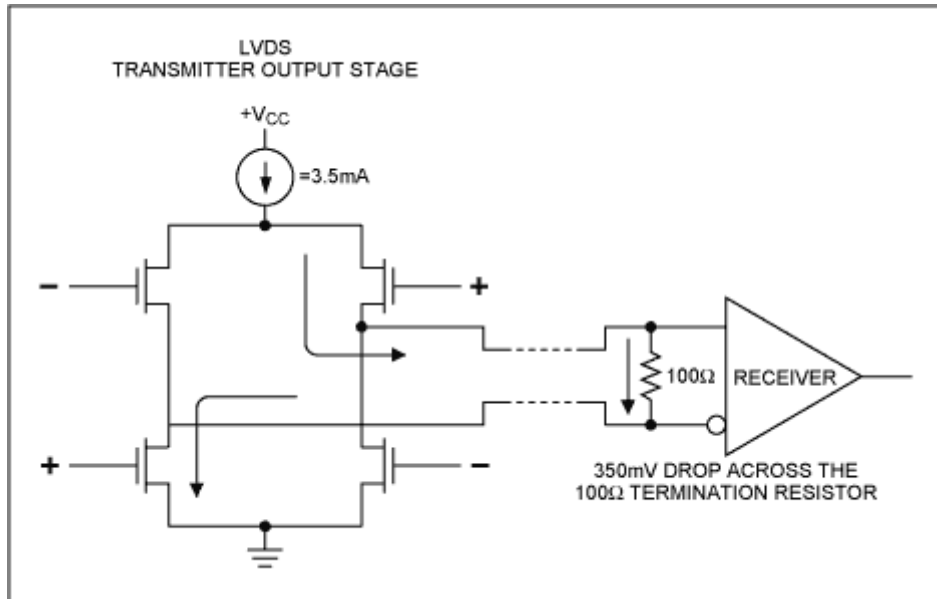 LVDS
TRANSMITTER OUTPUT STAGE
+VCC
=3.5mA
− +
100Ω RECEIVER
+ −
350mV DROP ACROSS THE
100Ω TERMINATION RESISTOR